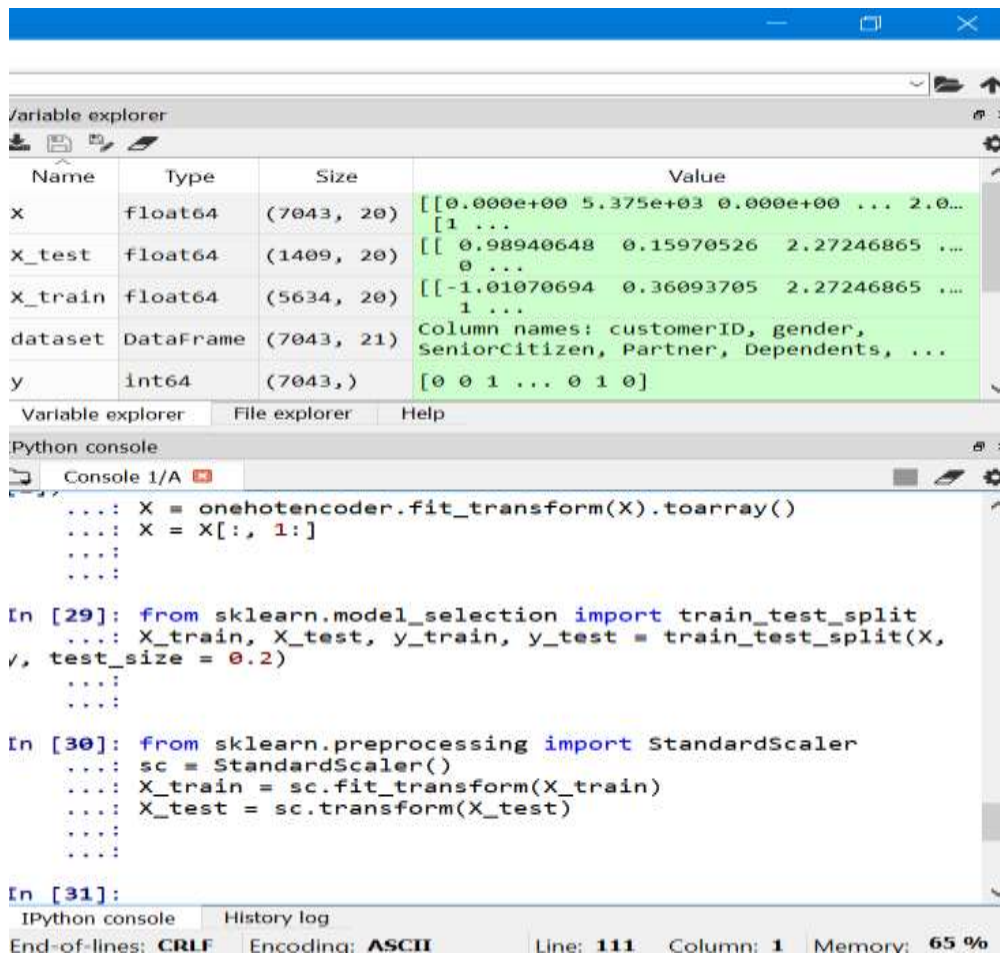 Variable explorer
Name Type Size Value
X float64 (7043, 20) [[0.000e+00 5.375e+03 0.000e+00 ... 2.0…
[1 ...
X_test float64 (1409, 20) [[ 0.98940648 0.15970526 2.27246865 .…
0 ...
X_train float64 (5634, 20) [[-1.01070694 0.36093705 2.27246865 .…
1 ...
dataset DataFrame (7043, 21) Column names: customerID, gender,
SeniorCitizen, Partner, Dependents, ...
y int64 (7043,) [0 0 1 ... 0 1 0]
Variable explorer File explorer Help
IPython console
Console 1/A
...: X = onehotencoder.fit_transform(X).toarray()
...: X = X[:, 1:]
...:
...:
In [29]: from sklearn.model_selection import train_test_split
...: X_train, X_test, y_train, y_test = train_test_split(X,
y, test_size = 0.2)
...:
...:
In [30]: from sklearn.preprocessing import StandardScaler
...: sc = StandardScaler()
...: X_train = sc.fit_transform(X_train)
...: X_test = sc.transform(X_test)
...:
...:
In [31]:
IPython console History log
End-of-lines: CRLF Encoding: ASCII Line: 111 Column: 1 Memory: 65 %